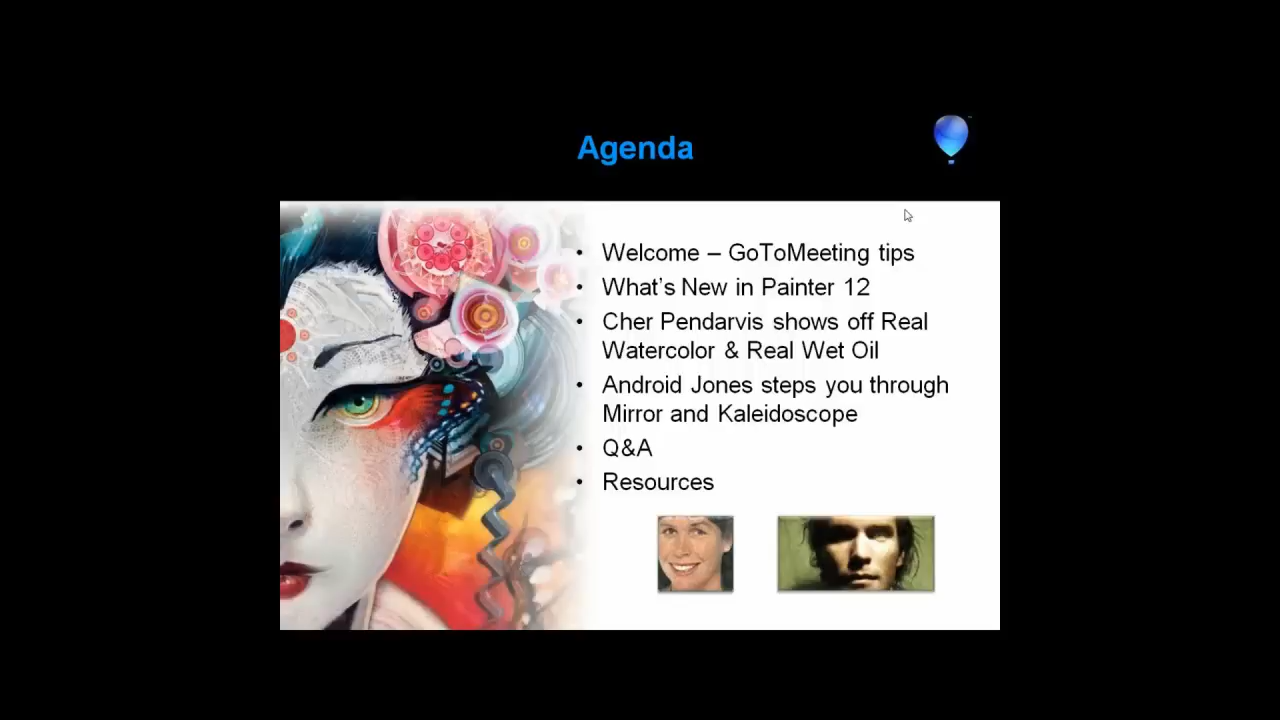 Agenda
• Welcome – GoToMeeting tips
• What's New in Painter 12
• Cher Pendarvis shows off Real
Watercolor & Real Wet Oil
• Android Jones steps you through
Mirror and Kaleidoscope
• Q&A
• Resources